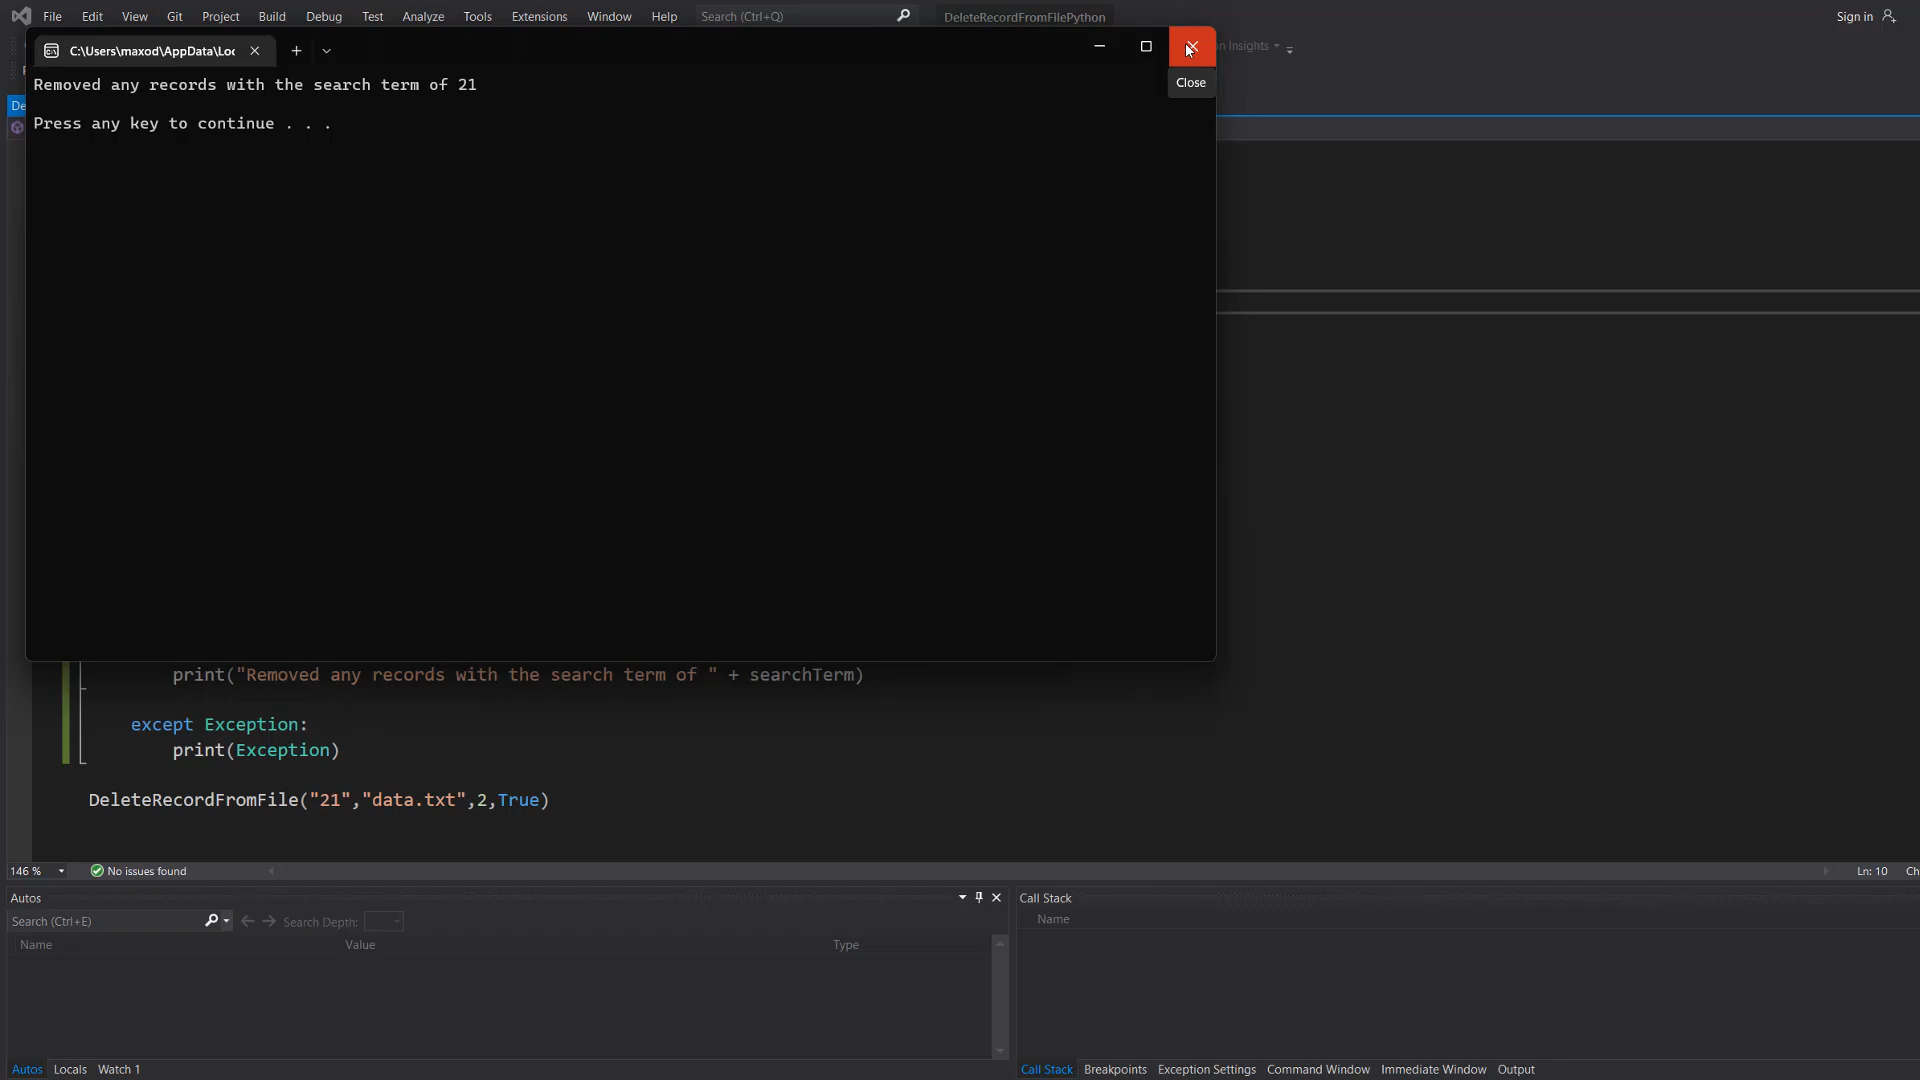 File Edit View Git Project Build Debug Test Analyze Tools Extensions Window Help Search (Ctrl+Q) DeleteRecordFromFilePython Sign in
C:\Users\maxod\AppData\Loc
n Insights
Close
Removed any records with the search term of 21
Press any key to continue . . .
De
print("Removed any records with the search term of " + searchTerm)
except Exception:
print(Exception)
DeleteRecordFromFile("21","data.txt",2,True)
146 % No issues found Ln: 10 Ch
Autos Call Stack
Search (Ctrl+E) Search Depth: Name
Name Value Type
Autos Locals Watch 1 Call Stack Breakpoints Exception Settings Command Window Immediate Window Output